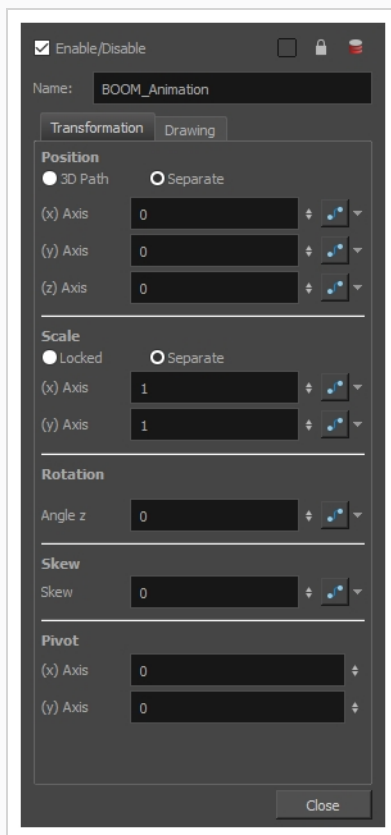 Enable/Disable
Name: BOOM_Animation
Transformation Drawing
Position
3D Path Separate
(x) Axis 0
(y) Axis 0
(z) Axis 0
Scale
Locked Separate
(x) Axis 1
(y) Axis 1
Rotation
Angle z 0
Skew
Skew 0
Pivot
(x) Axis 0
(y) Axis 0
Close